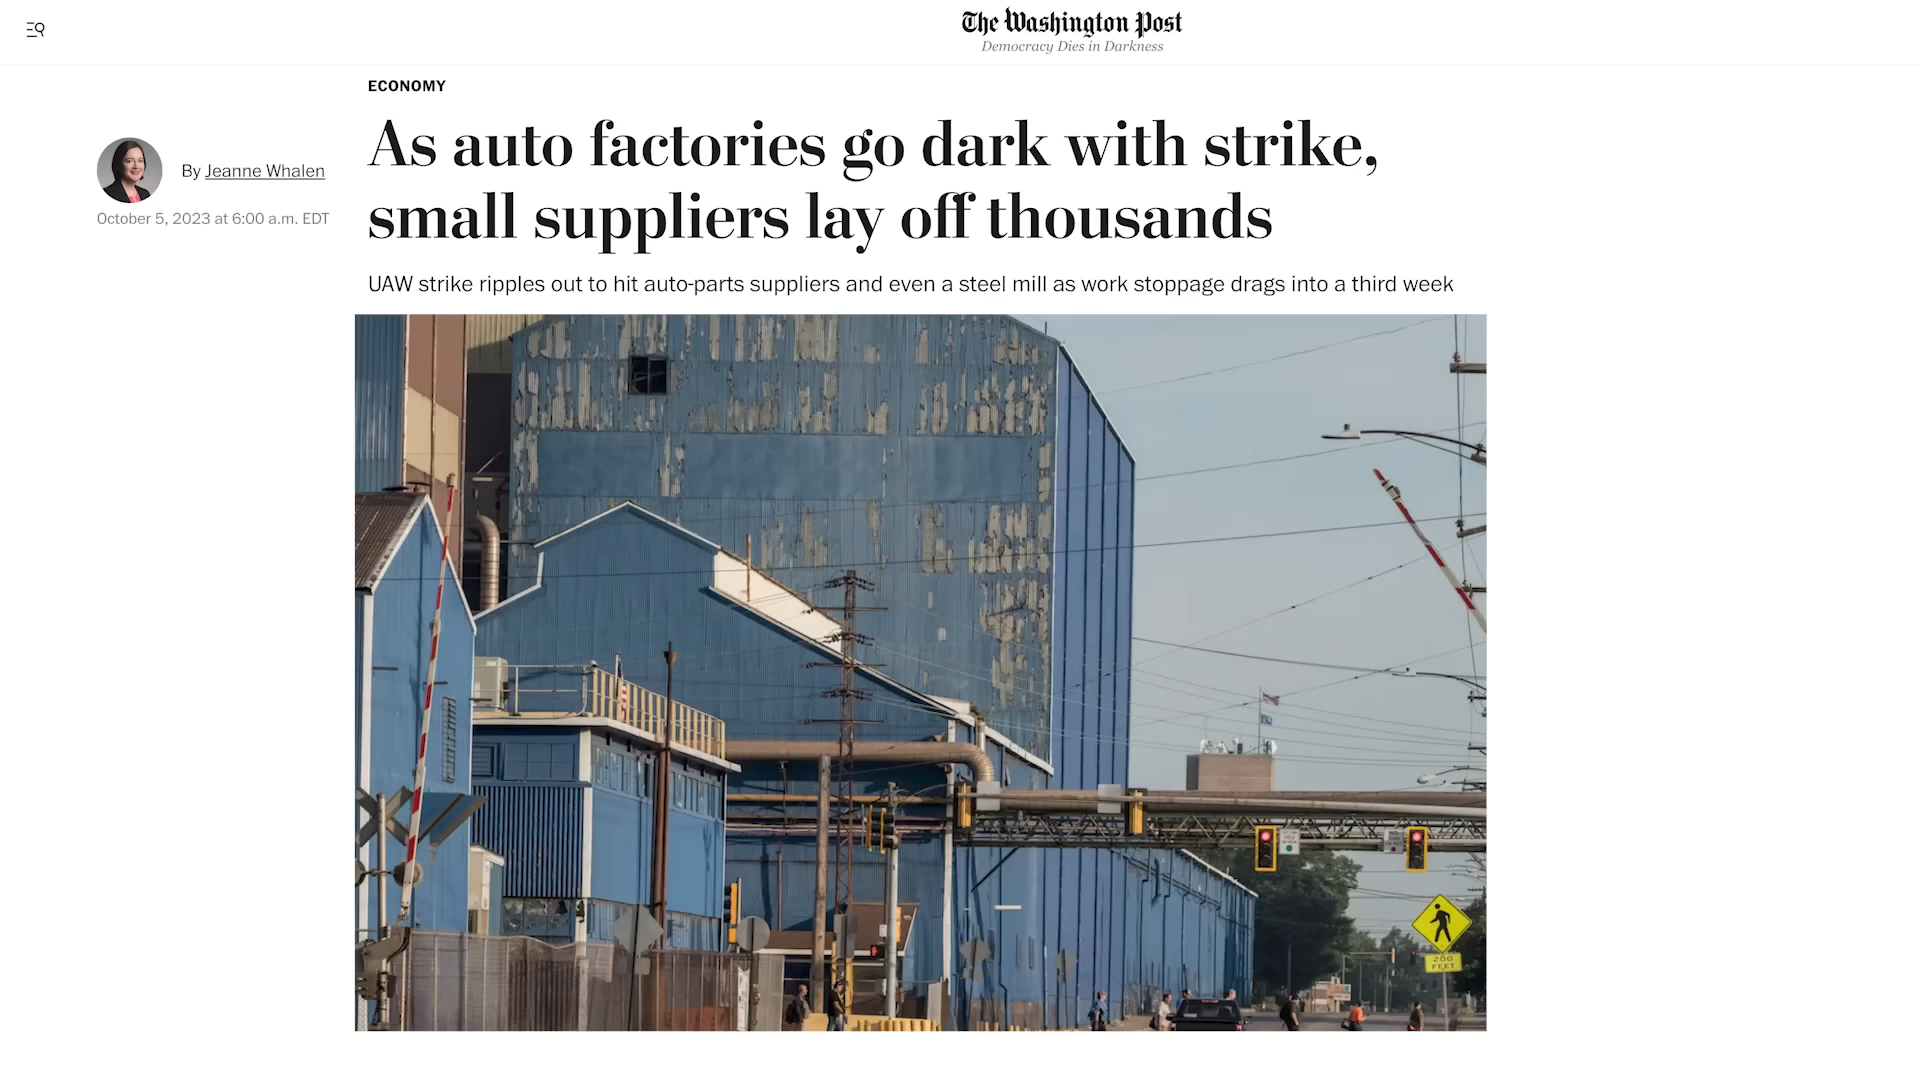 The Washington Post
Democracy Dies in Darkness
ECONOMY
As auto factories go dark with strike,
small suppliers lay off thousands
By Jeanne Whalen
October 5, 2023 at 6:00 a.m. EDT
UAW strike ripples out to hit auto-parts suppliers and even a steel mill as work stoppage drags into a third week
200
FEET